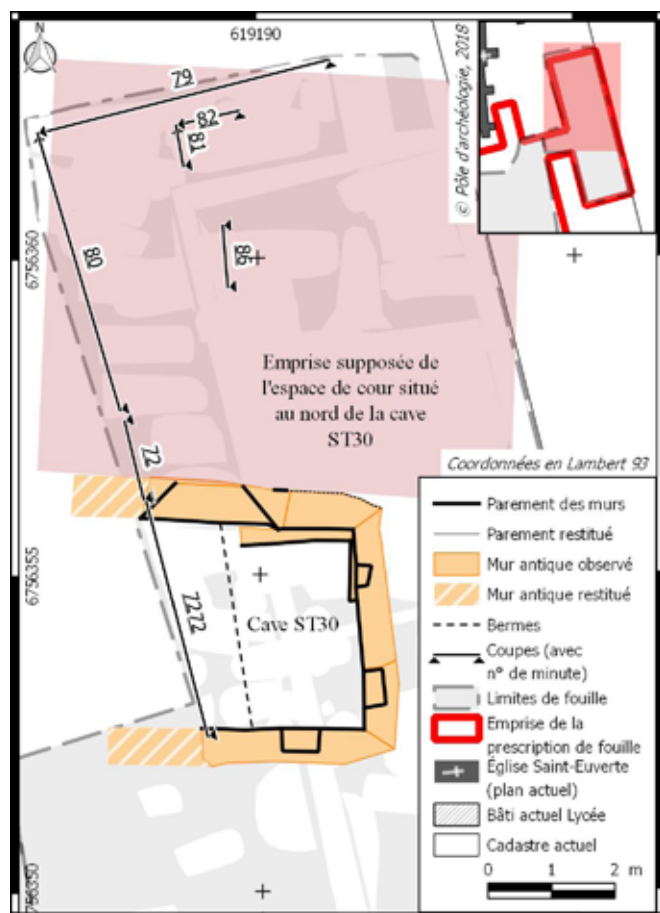 N
619190
© Pôle d'archéologie, 2018
79
82
81
80
86
6756360
Emprise supposée de
l'espace de cour situé
au nord de la cave
ST30
72
Coordonnées en Lambert 93
Parement des murs
Parement restitué
Mur antique observé
Mur antique restitué
Bermes
Coupes (avec
n° de minute)
Limites de fouille
Emprise de la
prescription de fouille
Église Saint-Euverte
(plan actuel)
Bâti actuel Lycée
Cadastre actuel
0 1 2 m
6756355
7272
Cave ST30
6756350